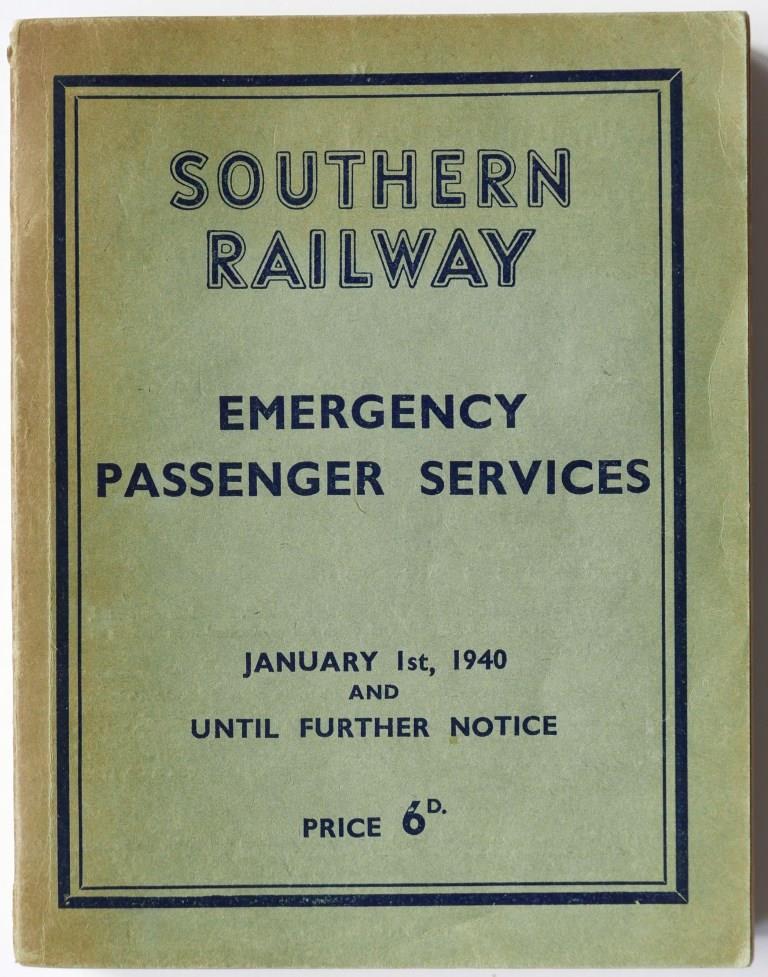 SOUTHERN
RAILWAY
EMERGENCY
PASSENGER SERVICES
JANUARY 1st, 1940
AND
UNTIL FURTHER NOTICE
PRICE 6D.